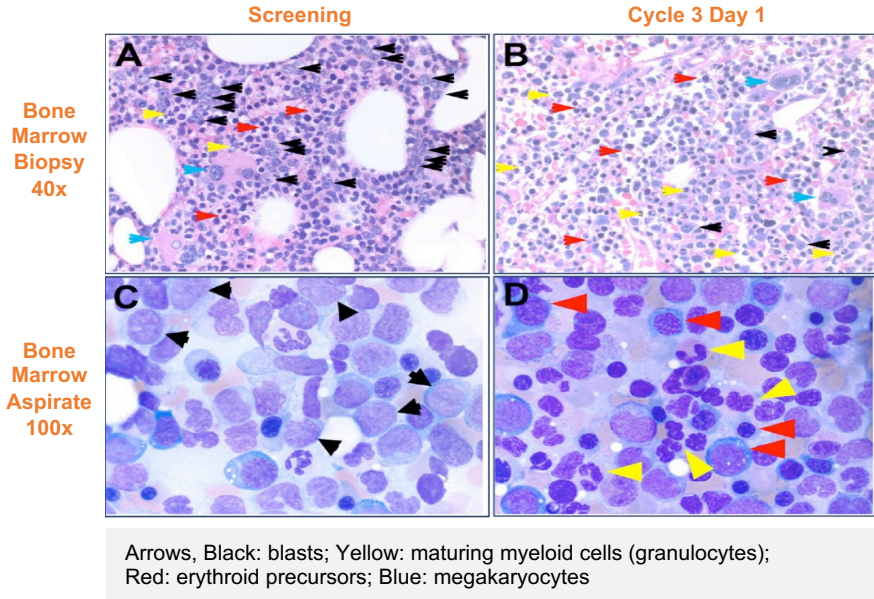 Screening
Cycle 3 Day 1
A
B
Bone
Marrow
Biopsy
40x
C
D
Bone
Marrow
Aspirate
100x
Arrows, Black: blasts; Yellow: maturing myeloid cells (granulocytes);
Red: erythroid precursors; Blue: megakaryocytes